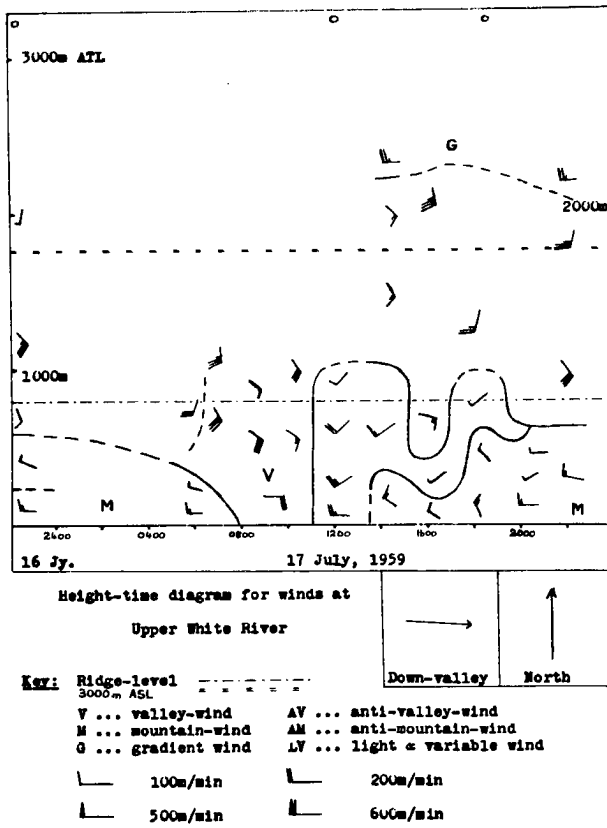 O O O
3000m ATL
G
2000m
1000m
V
M M
2400 0400 0800 1200 1600 2000
16 Jy. 17 July, 1959
Height-time diagram for winds at
Upper White River
Down-valley North
Key: Ridge-level
3000m ASL
V ... valley-wind AV ... anti-valley-wind
M ... mountain-wind AM ... anti-mountain-wind
G ... gradient wind LV ... light & variable wind
100m/min 200m/min
500m/min 600m/min